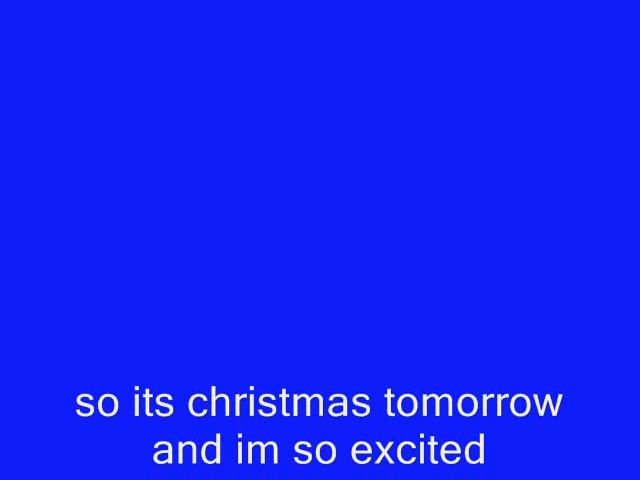 so its christmas tomorrow
and im so excited